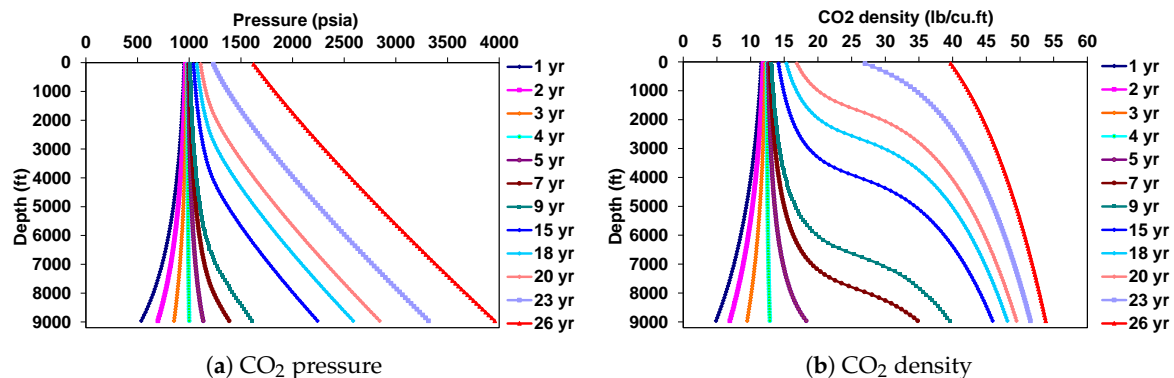 Pressure (psia)
0 500 1000 1500 2000 2500 3000 3500 4000
0
1000
2000
3000
4000
5000
6000
7000
8000
9000
Depth (ft)
1 yr
2 yr
3 yr
4 yr
5 yr
7 yr
9 yr
15 yr
18 yr
20 yr
23 yr
26 yr
(a) CO2 pressure
CO2 density (lb/cu.ft)
0 5 10 15 20 25 30 35 40 45 50 55 60
0
1000
2000
3000
4000
5000
6000
7000
8000
9000
Depth (ft)
1 yr
2 yr
3 yr
4 yr
5 yr
7 yr
9 yr
15 yr
18 yr
20 yr
23 yr
26 yr
(b) CO2 density